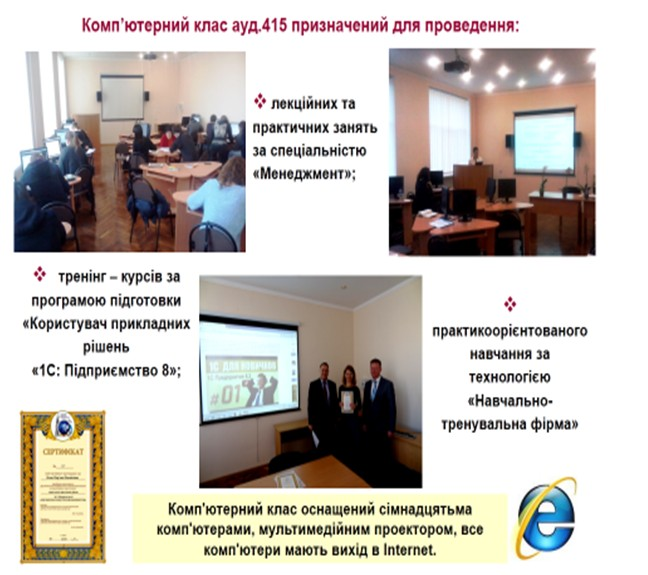 Комп’ютерний клас ауд.415 призначений для проведення:
❖ лекційних та
практичних занять
за спеціальністю
«Менеджмент»;
❖ тренінг – курсів за
програмою підготовки
«Користувач прикладних
рішень
«1С: Підприємство 8»;
#01
❖
практикоорієнтованого
навчання за
технологією
«Навчально-
тренувальна фірма»
СЕРТИФІКАТ
Комп'ютерний клас оснащений сімнадцятьма
комп'ютерами, мультимедійним проектором, все
комп'ютери мають вихід в Internet.